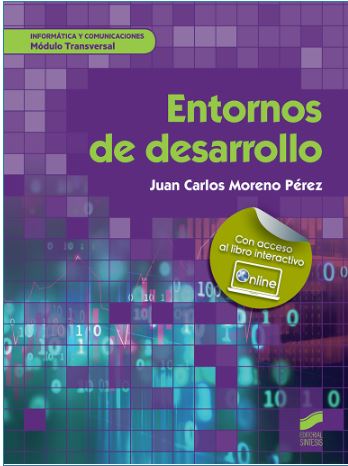 INFORMÁTICA Y COMUNICACIONES
Módulo Transversal
Entornos
de desarrollo
Juan Carlos Moreno Pérez
Con acceso
al libro interactivo
Online
EDITORIAL
SÍNTESIS